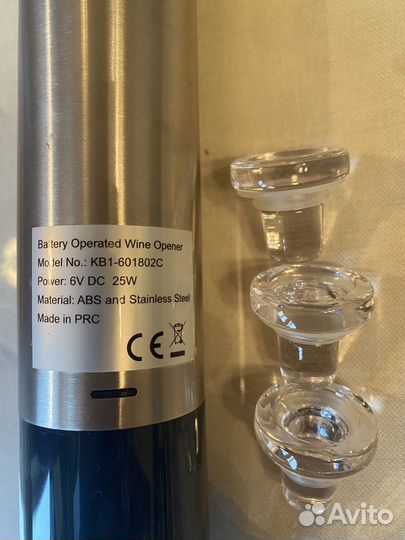 Battery Operated Wine Opener
Model No.: KB1-601802C
Power: 6V DC 25W
Material: ABS and Stainless Steel
Made in PRC
CE
Avito